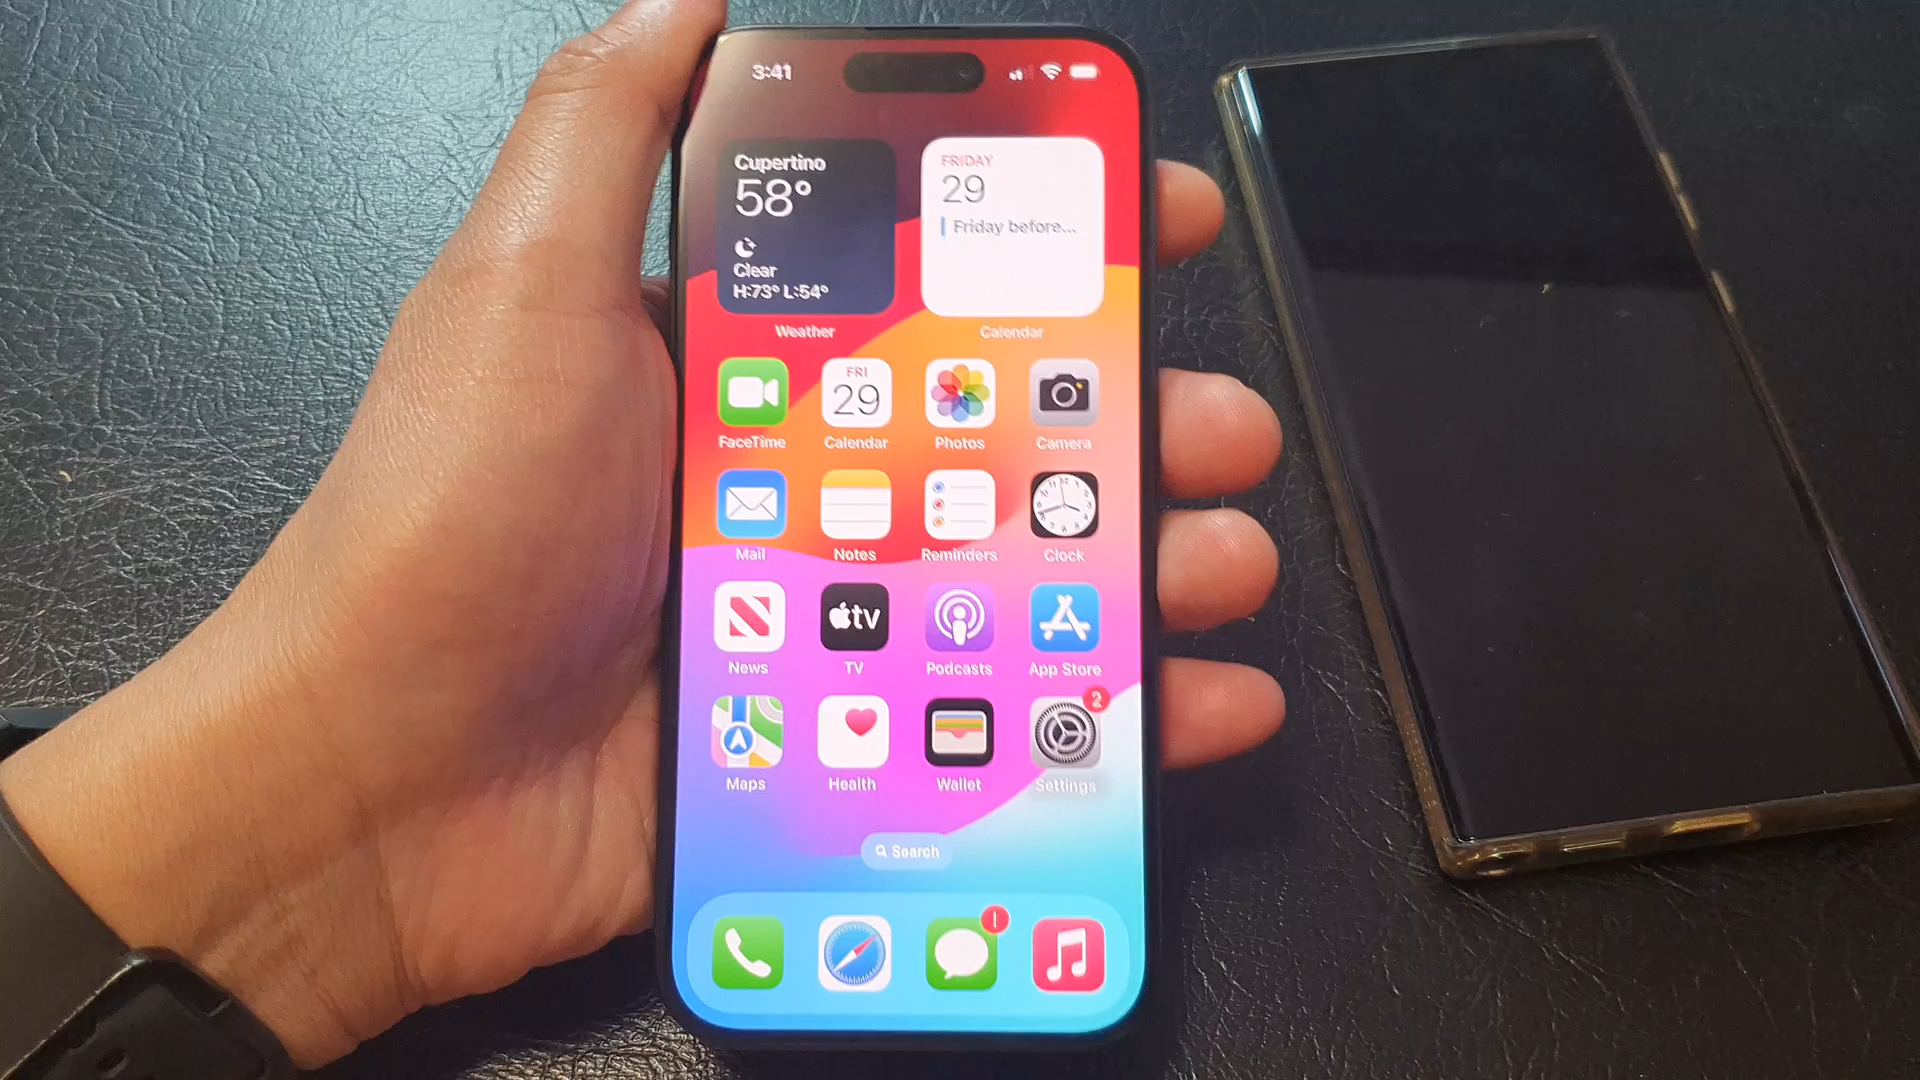 3:41
Cupertino
58°
Clear
H:73° L:54°
Weather
FRIDAY
29
Friday before...
Calendar
FaceTime
FRI
29
Calendar
Photos
Camera
Mail
Notes
Reminders
Clock
News
tv
TV
Podcasts
App Store
Maps
Health
Wallet
2
Settings
Search
!